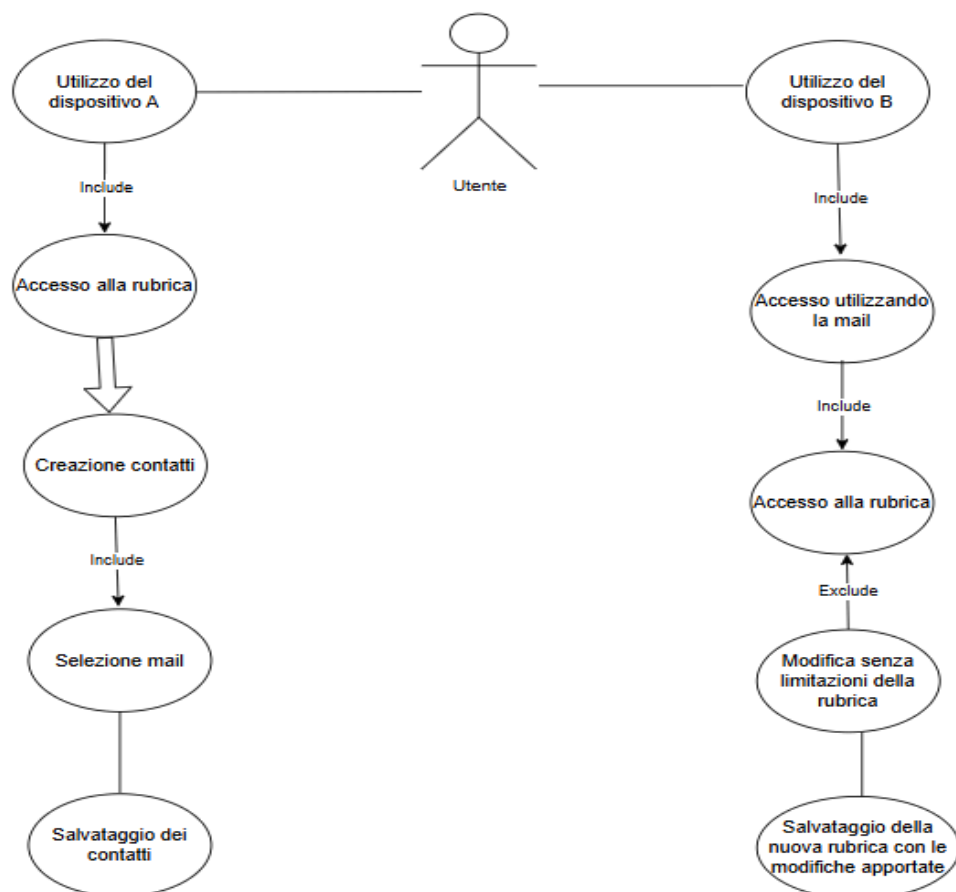 Utilizzo del
dispositivo A
Utente
Utilizzo del
dispositivo B
Include
Include
Accesso alla rubrica
Accesso utilizzando
la mail
Include
Creazione contatti
Accesso alla rubrica
Include
Exclude
Selezione mail
Modifica senza
limitazioni della
rubrica
Salvataggio dei
contatti
Salvataggio della
nuova rubrica con le
modifiche apportate